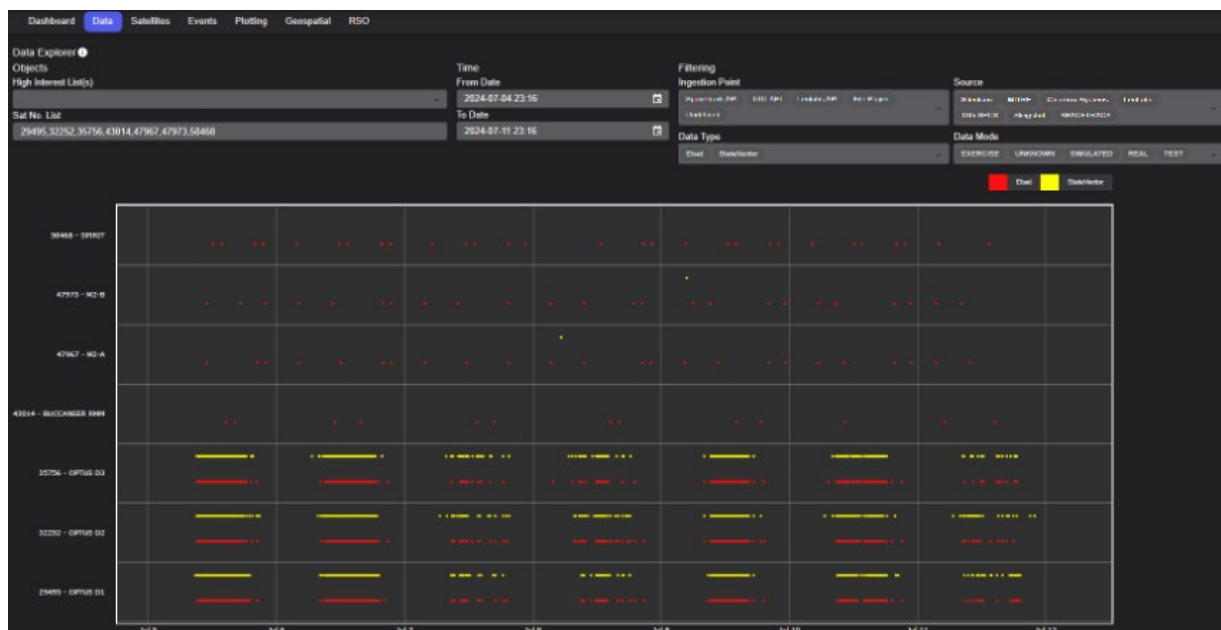 Dashboard Data Satellites Events Plotting Geospatial RSO
Data Explorer
Objects
High Interest List(s)
Sat No. List
29495,32252,35756,43014,47967,47973,58468
Time
From Date
2024-07-04 23:16
To Date
2024-07-11 23:16
Filtering
Ingestion Point
Undefined
Data Type
Elset StateVector
Source
Data Mode
EXERCISE UNKNOWN SIMULATED REAL TEST
Elset StateVector
58468 - SPIRIT
47973 - M2-B
47967 - M2-A
43014 - BUCCANEER RMM
35756 - OPTUS D3
32252 - OPTUS D2
29495 - OPTUS D1